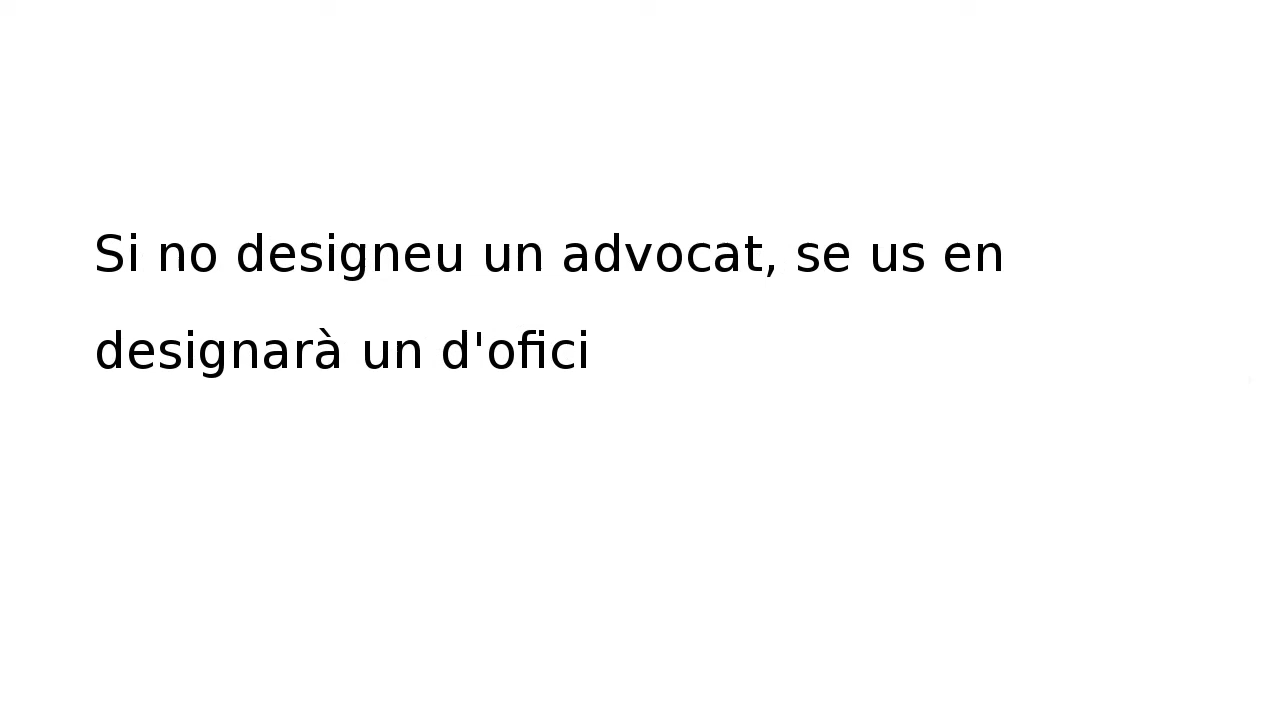 Si no designeu un advocat, se us en
designarà un d'ofici